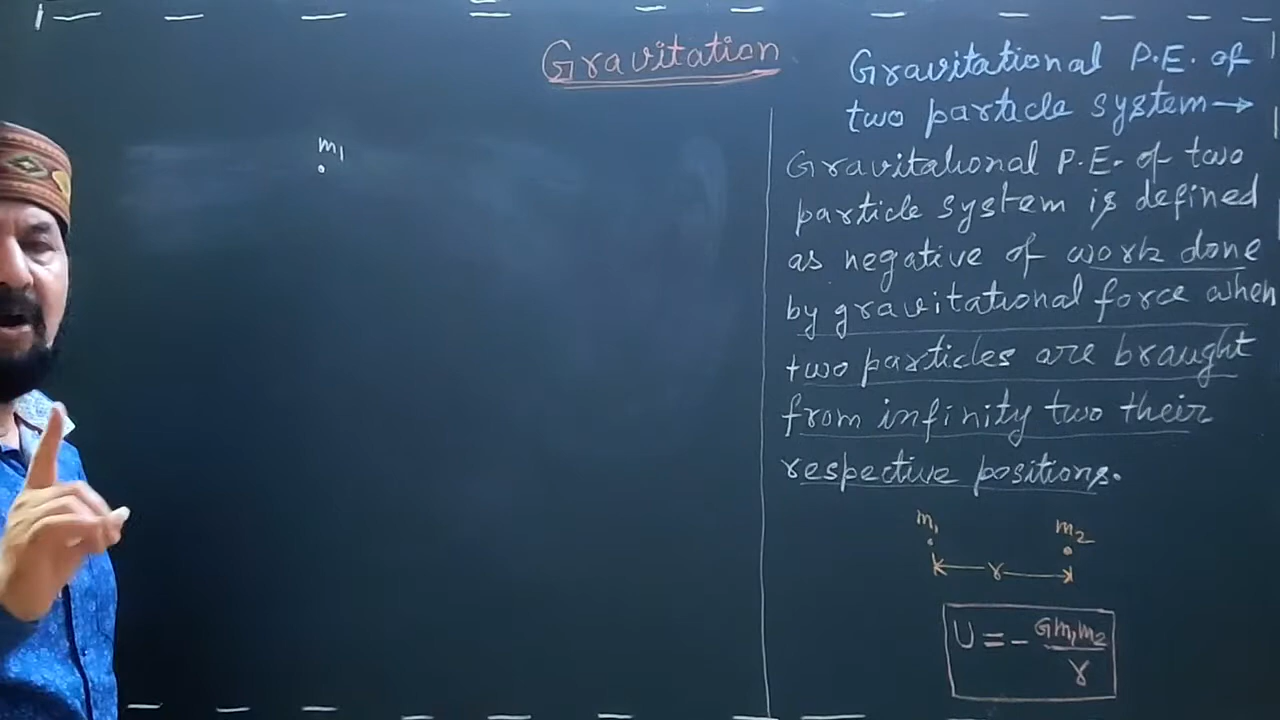 Gravitation
m₁
Gravitational P.E. of
two particle system→
Gravitational P.E. of two
particle system is defined
as negative of work done
by gravitational force when
two particles are braught
from infinity two their
respective positions.
m₁ m₂
r
U = - Gm₁m₂/r